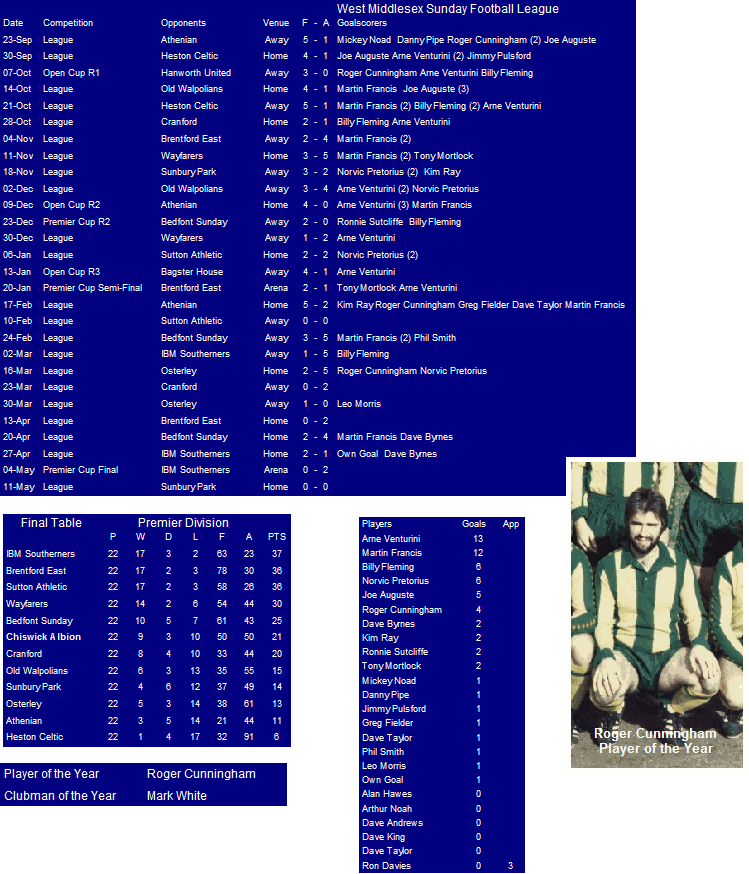 West Middlesex Sunday Football League
Date Competition Opponents Venue F - A Goalscorers
23-Sep League Athenian Away 5 - 1 Mickey Noad Danny Pipe Roger Cunningham (2) Joe Auguste
30-Sep League Heston Celtic Home 4 - 1 Joe Auguste Arne Venturini (2) Jimmy Pulsford
07-Oct Open Cup R1 Hanworth United Away 3 - 0 Roger Cunningham Arne Venturini Billy Fleming
14-Oct League Old Walpolians Home 4 - 1 Martin Francis Joe Auguste (3)
21-Oct League Heston Celtic Away 5 - 1 Martin Francis (2) Billy Fleming (2) Arne Venturini
28-Oct League Cranford Home 2 - 1 Billy Fleming Arne Venturini
04-Nov League Brentford East Away 2 - 4 Martin Francis (2)
11-Nov League Wayfarers Home 3 - 5 Martin Francis (2) Tony Mortlock
18-Nov League Sunbury Park Away 3 - 2 Norvic Pretorius (2) Kim Ray
02-Dec League Old Walpolians Away 3 - 4 Arne Venturini (2) Norvic Pretorius
09-Dec Open Cup R2 Athenian Home 4 - 0 Arne Venturini (3) Martin Francis
23-Dec Premier Cup R2 Bedfont Sunday Away 2 - 0 Ronnie Sutcliffe Billy Fleming
30-Dec League Wayfarers Away 1 - 2 Arne Venturini
06-Jan League Sutton Athletic Home 2 - 2 Norvic Pretorius (2)
13-Jan Open Cup R3 Bagster House Away 4 - 1 Arne Venturini
20-Jan Premier Cup Semi-Final Brentford East Arena 2 - 1 Tony Mortlock Arne Venturini
17-Feb League Athenian Home 5 - 2 Kim Ray Roger Cunningham Greg Fielder Dave Taylor Martin Francis
10-Feb League Sutton Athletic Away 0 - 0
24-Feb League Bedfont Sunday Away 3 - 5 Martin Francis (2) Phil Smith
02-Mar League IBM Southerners Away 1 - 5 Billy Fleming
16-Mar League Osterley Home 2 - 5 Roger Cunningham Norvic Pretorius
23-Mar League Cranford Away 0 - 2
30-Mar League Osterley Away 1 - 0 Leo Morris
13-Apr League Brentford East Home 0 - 2
20-Apr League Bedfont Sunday Home 2 - 4 Martin Francis Dave Byrnes
27-Apr League IBM Southerners Home 2 - 1 Own Goal Dave Byrnes
04-May Premier Cup Final IBM Southerners Arena 0 - 2
11-May League Sunbury Park Home 0 - 0
Final Table Premier Division
P W D L F A PTS
IBM Southerners 22 17 3 2 63 23 37
Brentford East 22 17 2 3 78 30 36
Sutton Athletic 22 17 2 3 58 26 36
Wayfarers 22 14 2 6 54 44 30
Bedfont Sunday 22 10 5 7 61 43 25
Chiswick Albion 22 9 3 10 50 50 21
Cranford 22 8 4 10 33 44 20
Old Walpolians 22 6 3 13 35 55 15
Sunbury Park 22 4 6 12 37 49 14
Osterley 22 5 3 14 38 61 13
Athenian 22 3 5 14 21 44 11
Heston Celtic 22 1 4 17 32 91 6
Player of the Year Roger Cunningham
Clubman of the Year Mark White
Players Goals App
Arne Venturini 13
Martin Francis 12
Billy Fleming 6
Norvic Pretorius 6
Joe Auguste 5
Roger Cunningham 4
Dave Byrnes 2
Kim Ray 2
Ronnie Sutcliffe 2
Tony Mortlock 2
Mickey Noad 1
Danny Pipe 1
Jimmy Pulsford 1
Greg Fielder 1
Dave Taylor 1
Phil Smith 1
Leo Morris 1
Own Goal 1
Alan Hawes 0
Arthur Noah 0
Dave Andrews 0
Dave King 0
Dave Taylor 0
Ron Davies 0 3
Roger Cunningham
Player of the Year